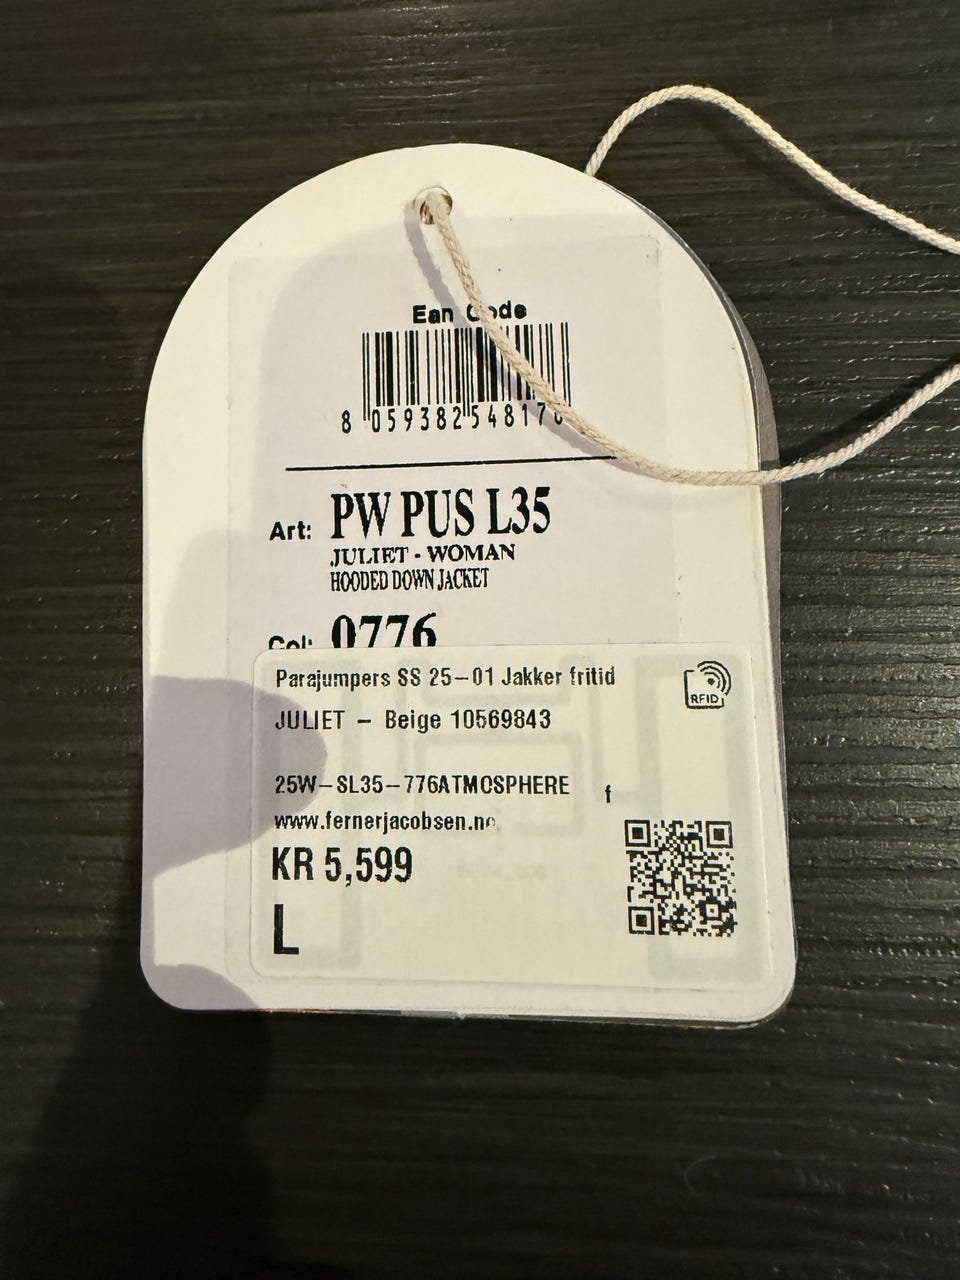 Ean Code
8 059382 54817
Art: PW PUS L35
JULIET - WOMAN
HOODED DOWN JACKET
Col: 0776
Parajumpers SS 25-01 Jakker fritid
RFID
JULIET - Beige 10569843
25W-SL35-776ATMOSPHERE f
www.fernerjacobsen.no
KR 5,599
L